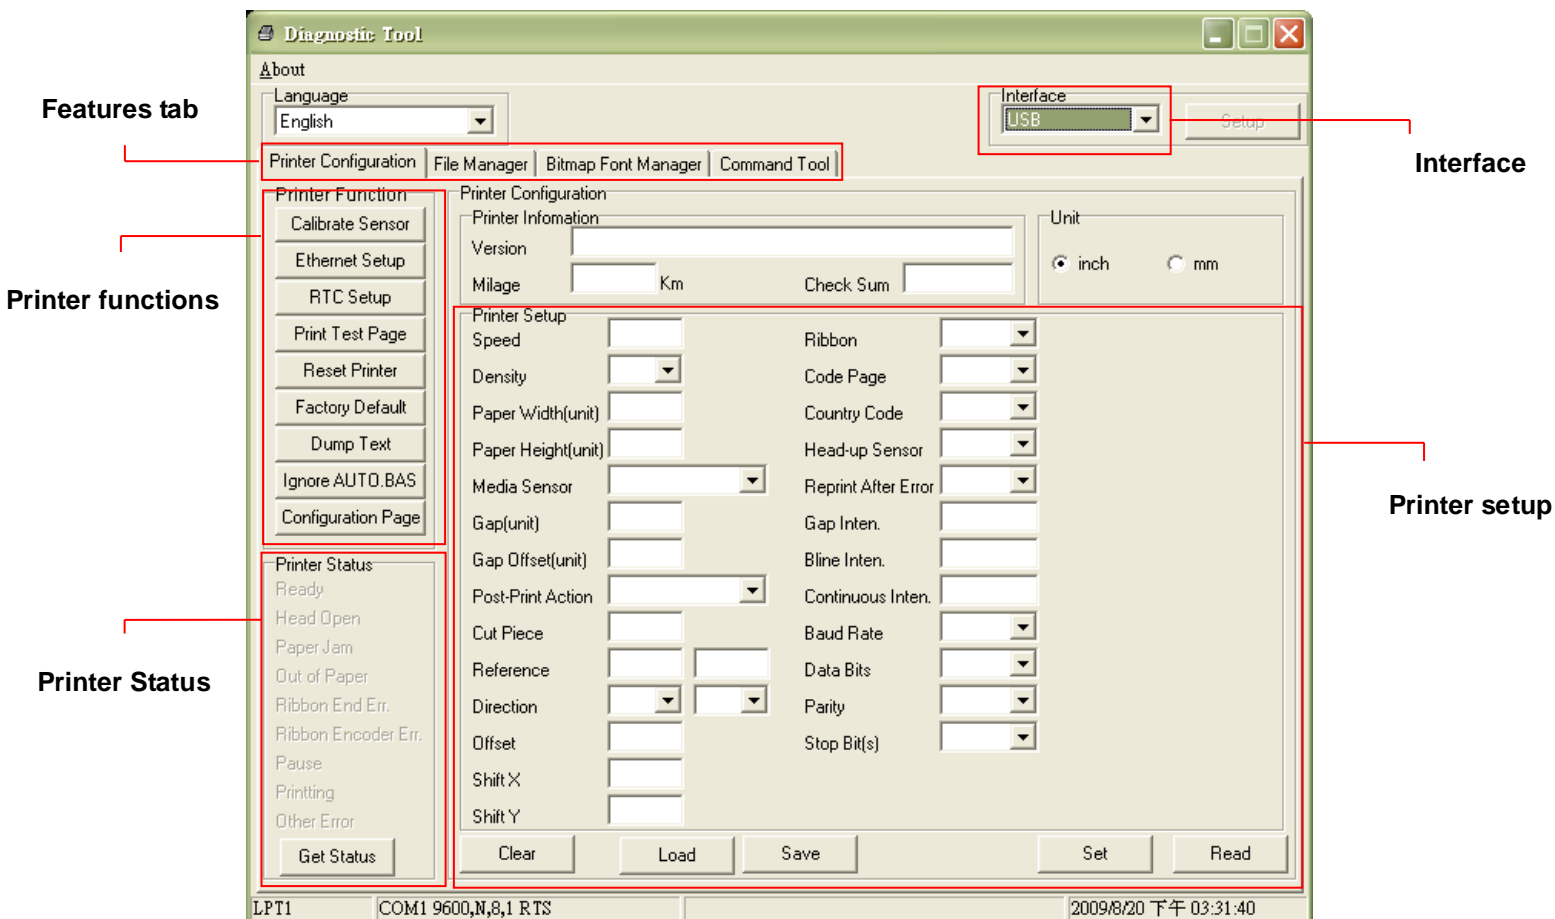 Diagnostic Tool
About
Features tab
Language
English
Interface
USB
Setup
Interface
Printer Configuration
File Manager
Bitmap Font Manager
Command Tool
Printer functions
Printer Function
Calibrate Sensor
Ethernet Setup
RTC Setup
Print Test Page
Reset Printer
Factory Default
Dump Text
Ignore AUTO.BAS
Configuration Page
Printer Configuration
Printer Infomation
Version
Milage
Km
Check Sum
Unit
inch
mm
Printer Setup
Speed
Density
Paper Width(unit)
Paper Height(unit)
Media Sensor
Gap(unit)
Gap Offset(unit)
Post-Print Action
Cut Piece
Reference
Direction
Offset
Shift X
Shift Y
Ribbon
Code Page
Country Code
Head-up Sensor
Reprint After Error
Gap Inten.
Bline Inten.
Continuous Inten.
Baud Rate
Data Bits
Parity
Stop Bit(s)
Printer setup
Printer Status
Printer Status
Ready
Head Open
Paper Jam
Out of Paper
Ribbon End Err.
Ribbon Encoder Err.
Pause
Printting
Other Error
Get Status
Clear
Load
Save
Set
Read
LPT1
COM1 9600,N,8,1 RTS
2009/8/20 下午 03:31:40